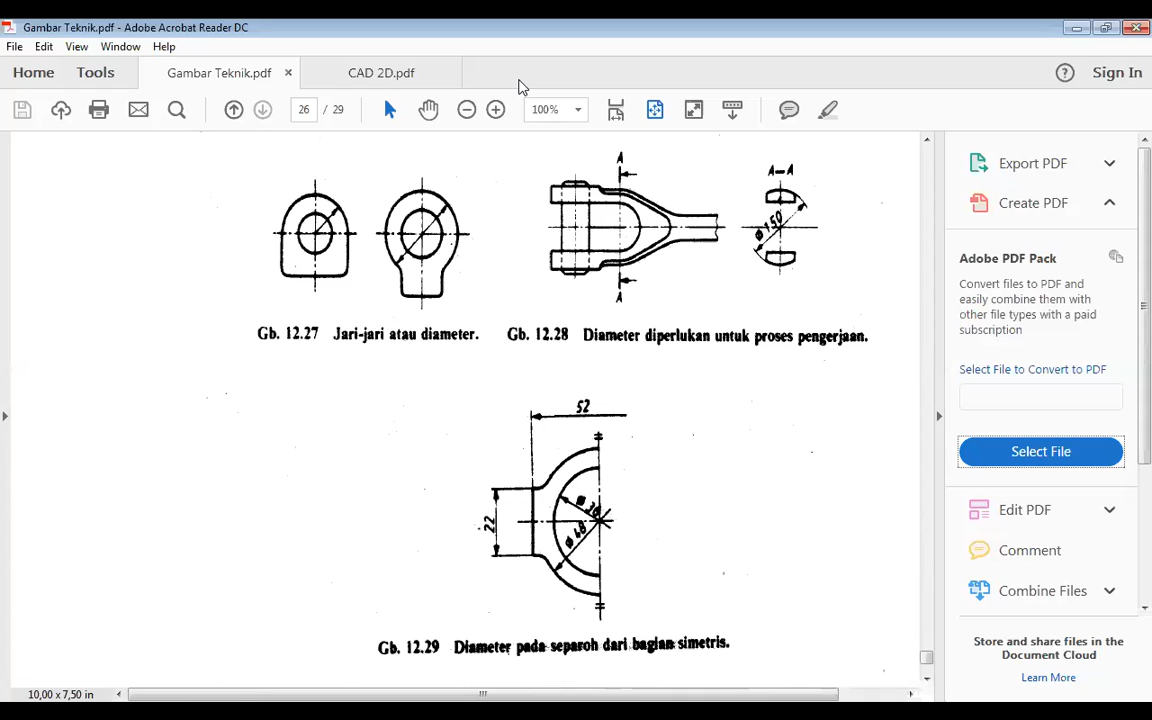 Gambar Teknik.pdf - Adobe Acrobat Reader DC
File Edit View Window Help
Home Tools Gambar Teknik.pdf × CAD 2D.pdf ? Sign In
26 / 29 100%
A
A
A-A
ø 150
Gb. 12.27 Jari-jari atau diameter.
Gb. 12.28 Diameter diperlukan untuk proses pengerjaan.
52
22
ø 48
Gb. 12.29 Diameter pada separoh dari bagian simetris.
10,00 x 7,50 in
Export PDF
Create PDF
Adobe PDF Pack
Convert files to PDF and
easily combine them with
other file types with a paid
subscription
Select File to Convert to PDF
Select File
Edit PDF
Comment
Combine Files
Store and share files in the
Document Cloud
Learn More